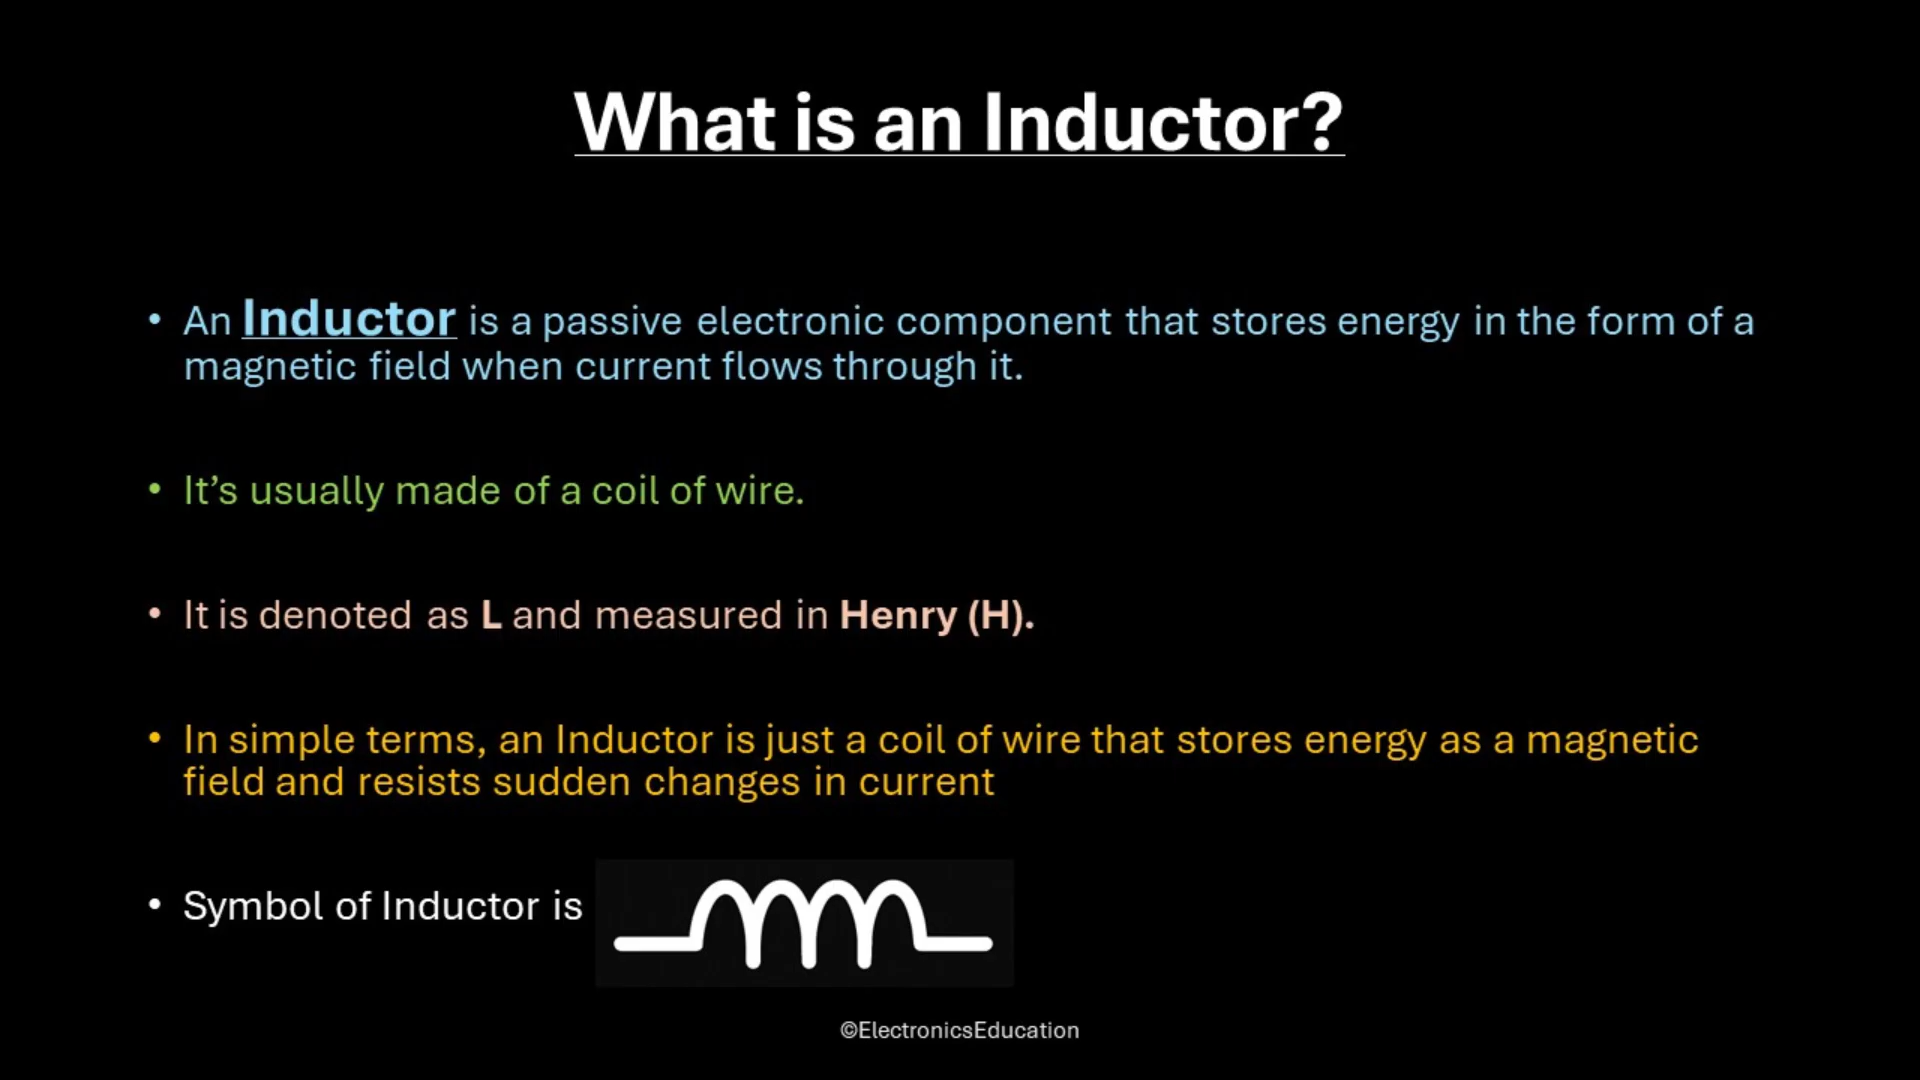 What is an Inductor?
• An Inductor is a passive electronic component that stores energy in the form of a
magnetic field when current flows through it.
• It’s usually made of a coil of wire.
• It is denoted as L and measured in Henry (H).
• In simple terms, an Inductor is just a coil of wire that stores energy as a magnetic
field and resists sudden changes in current
• Symbol of Inductor is
©ElectronicsEducation